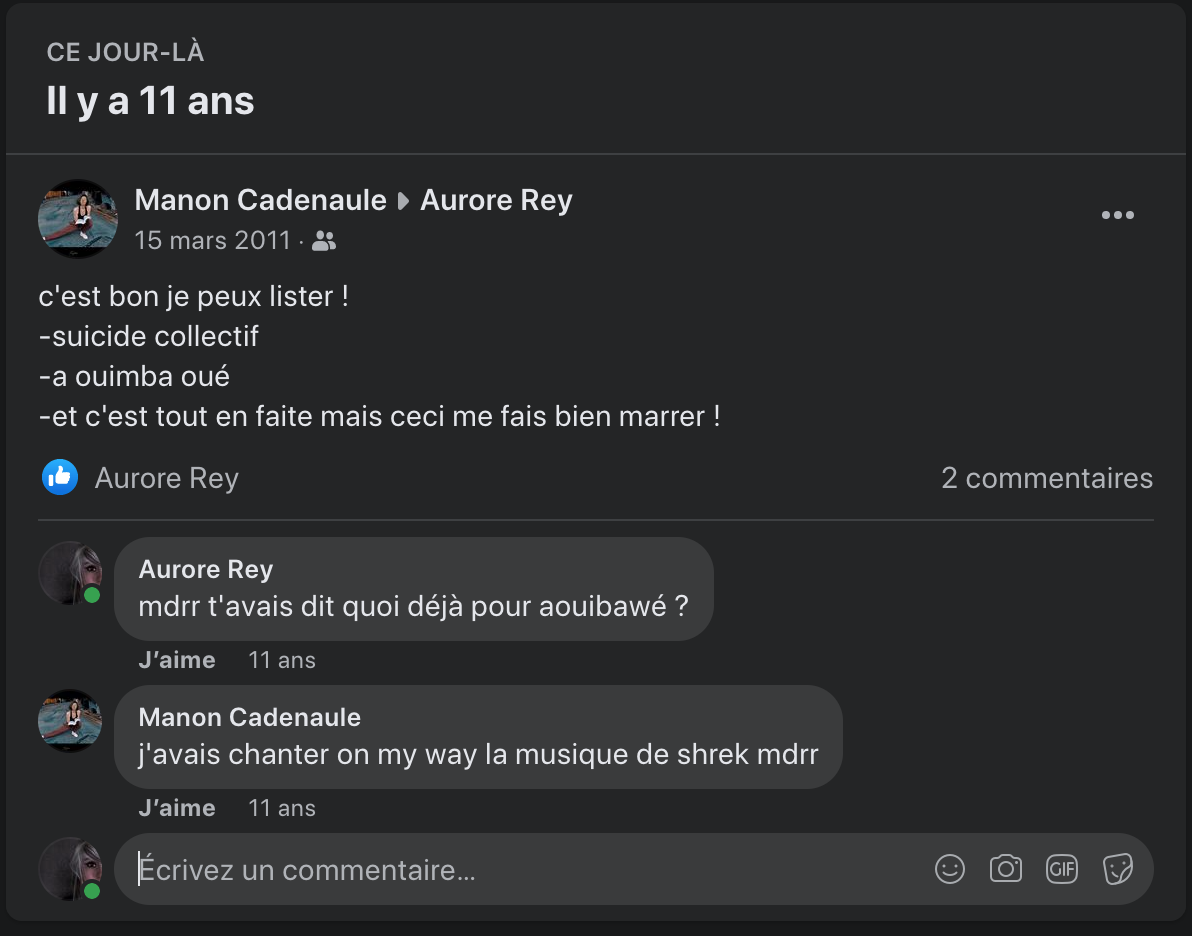 CE JOUR-LÀ
Il y a 11 ans
Manon Cadenaule ▸ Aurore Rey
15 mars 2011 ·
c'est bon je peux lister !
-suicide collectif
-a ouimba oué
-et c'est tout en faite mais ceci me fais bien marrer !
Aurore Rey
2 commentaires
Aurore Rey
mdrr t'avais dit quoi déjà pour aouibawé ?
J'aime 11 ans
Manon Cadenaule
j'avais chanter on my way la musique de shrek mdrr
J'aime 11 ans
Écrivez un commentaire...
GIF